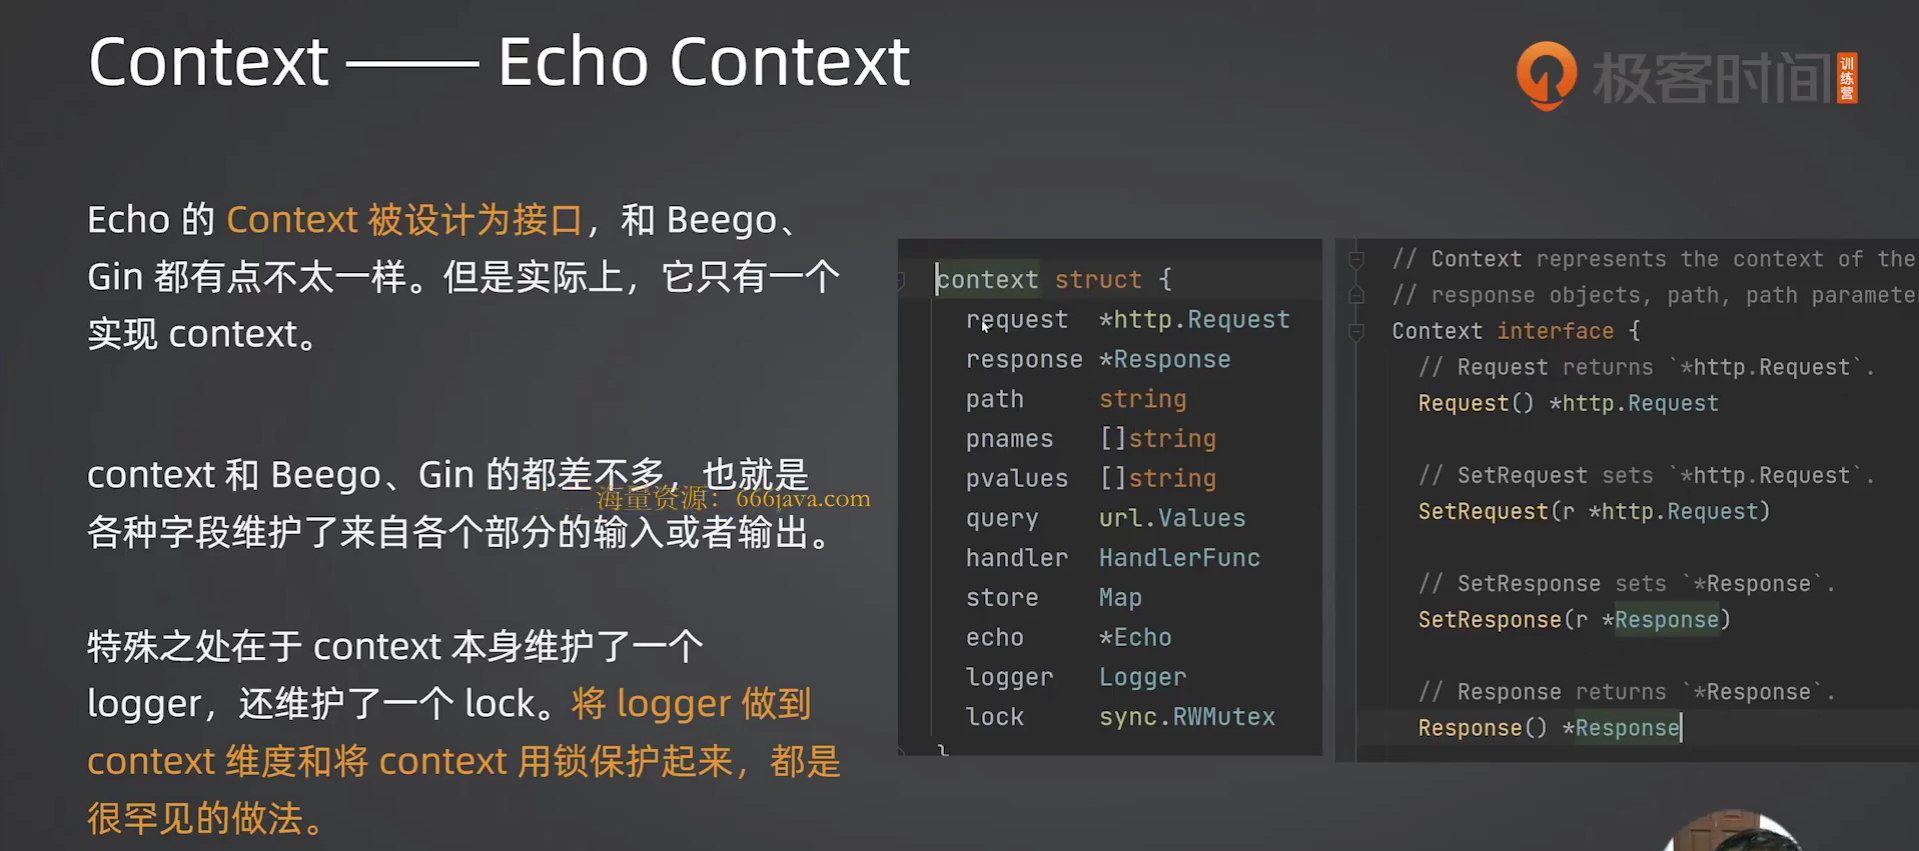 Context —— Echo Context
极客时间
训练营
Echo 的 Context 被设计为接口，和 Beego、
Gin 都有点不太一样。但是实际上，它只有一个
实现 context。
context 和 Beego、Gin 的都差不多，也就是
海量资源：666java.com
各种字段维护了来自各个部分的输入或者输出。
特殊之处在于 context 本身维护了一个
logger，还维护了一个 lock。将 logger 做到
context 维度和将 context 用锁保护起来，都是
很罕见的做法。
context struct {
request *http.Request
response *Response
path string
pnames []string
pvalues []string
query url.Values
handler HandlerFunc
store Map
echo *Echo
logger Logger
lock sync.RWMutex
}
// Context represents the context of the
// response objects, path, path paramete
Context interface {
// Request returns `*http.Request`.
Request() *http.Request
// SetRequest sets `*http.Request`.
SetRequest(r *http.Request)
// SetResponse sets `*Response`.
SetResponse(r *Response)
// Response returns `*Response`.
Response() *Response